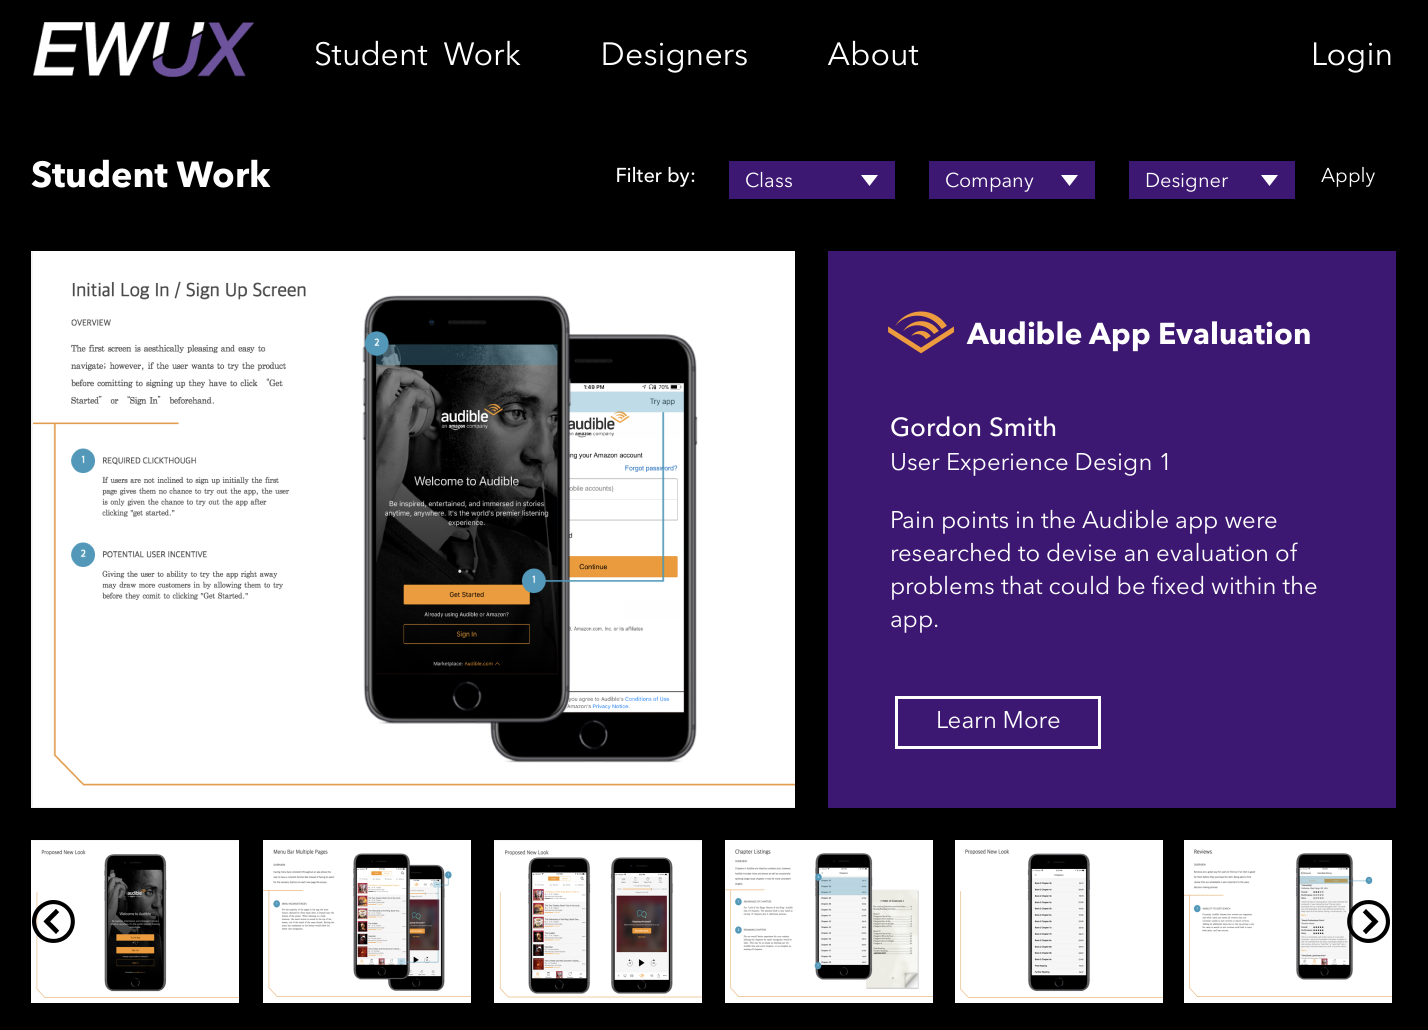 EWUX
Student Work
Designers
About
Login
Student Work
Filter by:
Class
Company
Designer
Apply
Initial Log In / Sign Up Screen
OVERVIEW
The first screen is aesthically pleasing and easy to
navigate; however, if the user wants to try the product
before comitting to signing up they have to click "Get
Started" or "Sign In" beforehand.
1 REQUIRED CLICKTHOUGH
If users are not inclined to sign up initially the first
page gives them no chance to try out the app, the user
is only given the chance to try out the app after
clicking "get started."
2 POTENTIAL USER INCENTIVE
Giving the user to ability to try the app right away
may draw more customers in by allowing them to try
before they comit to clicking "Get Started."
2
audible
an amazon company
Welcome to Audible
Be inspired, entertained, and immersed in stories
anytime, anywhere. It's the world's premier listening
experience.
1
Get Started
Already using Audible or Amazon?
Sign In
Marketplace: Audible.com
1:49 PM
70%
Try app
audible
an amazon company
ing your Amazon account
Forgot password?
obile accounts)
d
Continue
, Amazon.com, Inc. or its affiliates
you agree to Audible's Conditions of Use
Amazon's Privacy Notice.
Audible App Evaluation
Gordon Smith
User Experience Design 1
Pain points in the Audible app were
researched to devise an evaluation of
problems that could be fixed within the
app.
Learn More
Proposed New Look
audible
Welcome to Audible
Menu Bar Multiple Pages
OVERVIEW
Proposed New Look
Chapter Listings
OVERVIEW
Proposed New Look
Reviews
OVERVIEW